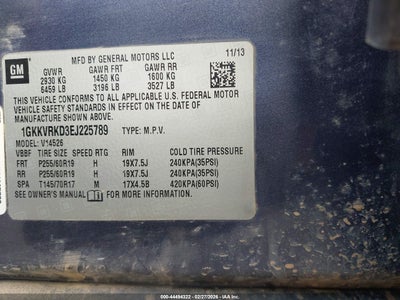 GM
MFD BY GENERAL MOTORS LLC
11/13
GVWR GAWR FRT GAWR RR
2930 KG 1450 KG 1600 KG
6459 LB 3196 LB 3527 LB
THIS VEHICLE CONFORMS TO ALL APPLICABLE U.S. FEDERAL MOTOR
VEHICLE SAFETY STANDARDS IN EFFECT ON THE DATE OF
MANUFACTURE SHOWN ABOVE.
1GKKVRKD3EJ225789 TYPE: M.P.V.
MODEL: V14526
VBBF TIRE SIZE SPEED RTG RIM COLD TIRE PRESSURE
FRT P255/60R19 H 19X7.5J 240KPA(35PSI)
RR P255/60R19 H 19X7.5J 240KPA(35PSI)
SPA T145/70R17 M 17X4.5B 420KPA(60PSI)
SEE OWNER'S MANUAL FOR MORE INFORMATION.
000-44494322 - 02/27/2026 - IAA Inc.